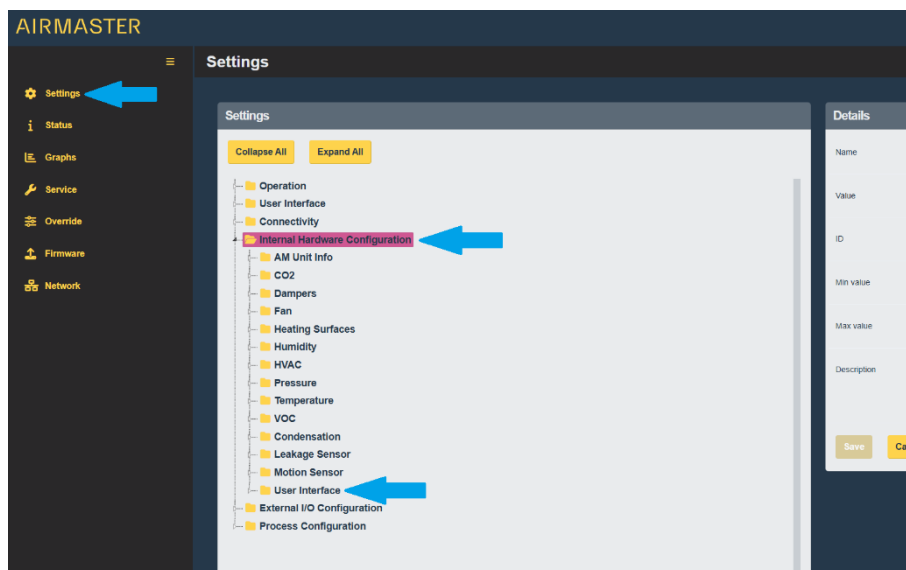 AIRMASTER
Settings
Settings
Status
Graphs
Service
Override
Firmware
Network
Settings
Collapse All
Expand All
Operation
User Interface
Connectivity
Internal Hardware Configuration
AM Unit Info
CO2
Dampers
Fan
Heating Surfaces
Humidity
HVAC
Pressure
Temperature
VOC
Condensation
Leakage Sensor
Motion Sensor
User Interface
External I/O Configuration
Process Configuration
Details
Name
Value
ID
Min value
Max value
Description
Save
Ca